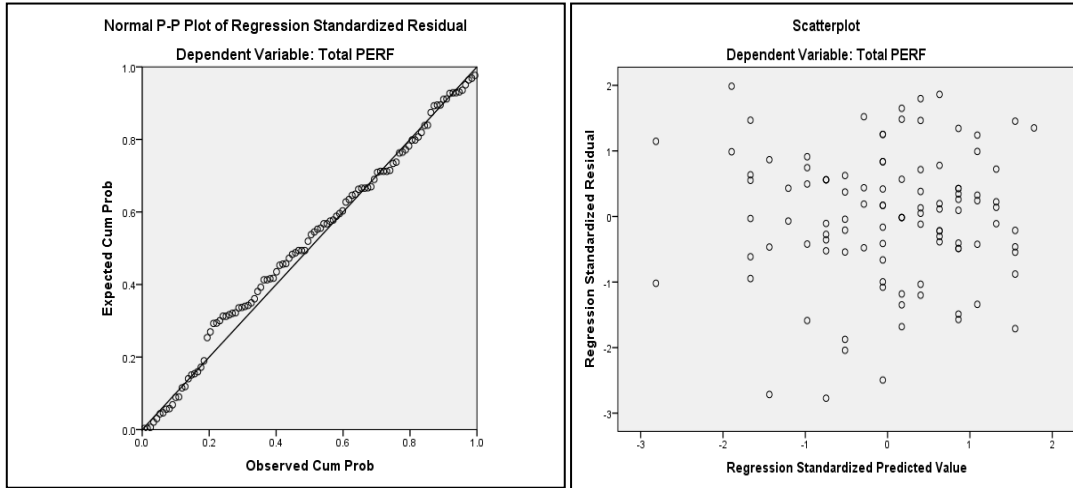 Normal P-P Plot of Regression Standardized Residual
Dependent Variable: Total PERF
1.0
0.8
0.6
0.4
0.2
0.0
0.0 0.2 0.4 0.6 0.8 1.0
Expected Cum Prob
Observed Cum Prob
Scatterplot
Dependent Variable: Total PERF
2
1
0
-1
-2
-3
-3 -2 -1 0 1 2
Regression Standardized Residual
Regression Standardized Predicted Value